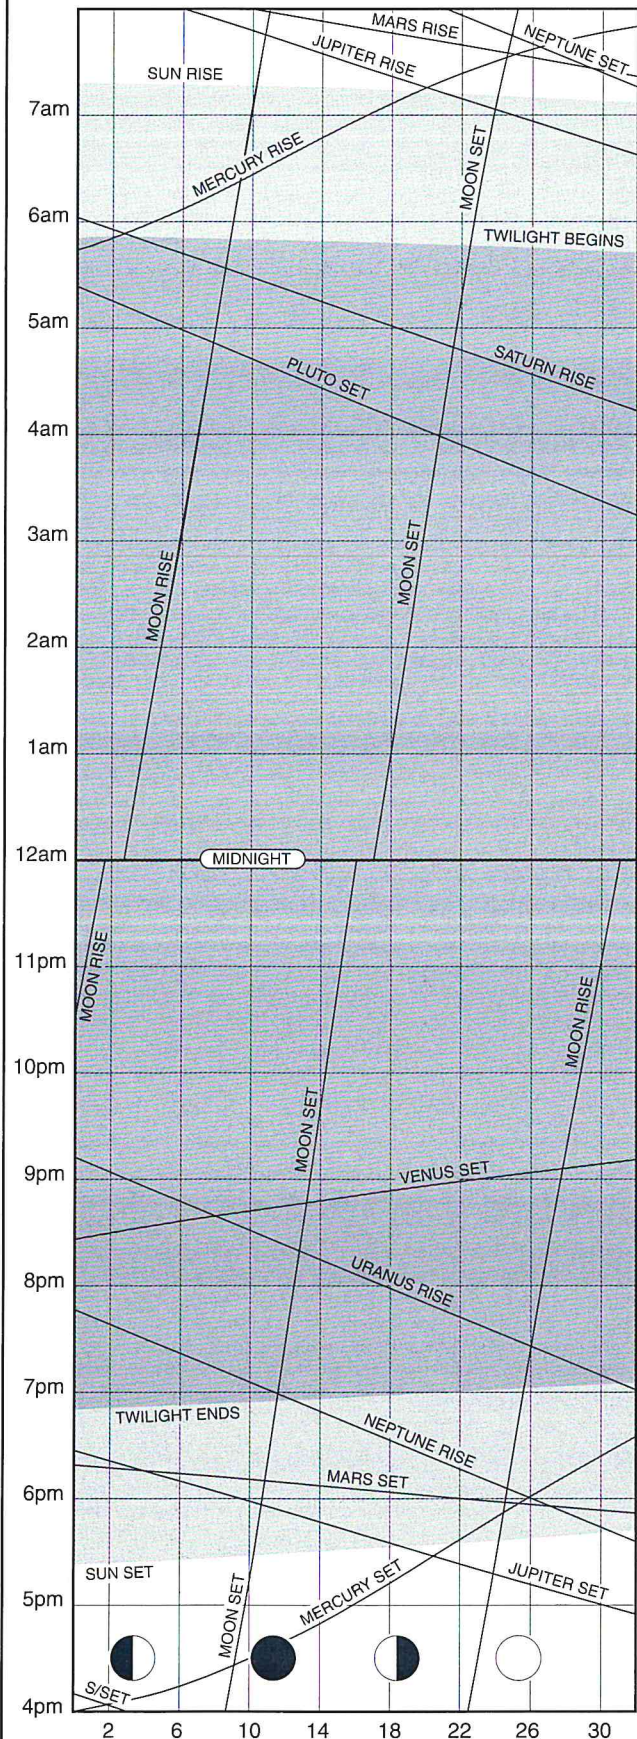 MARS RISE
NEPTUNE SET
JUPITER RISE
SUN RISE
7am
MERCURY RISE
MOON SET
6am
TWILIGHT BEGINS
5am
SATURN RISE
PLUTO SET
4am
3am
MOON SET
MOON RISE
2am
1am
12am
MIDNIGHT
11pm
MOON RISE
MOON RISE
10pm
MOON SET
9pm
VENUS SET
URANUS RISE
8pm
7pm
TWILIGHT ENDS
NEPTUNE RISE
MARS SET
6pm
SUN SET
JUPITER SET
MERCURY SET
5pm
MOON SET
S/SET
4pm
2 6 10 14 18 22 26 30